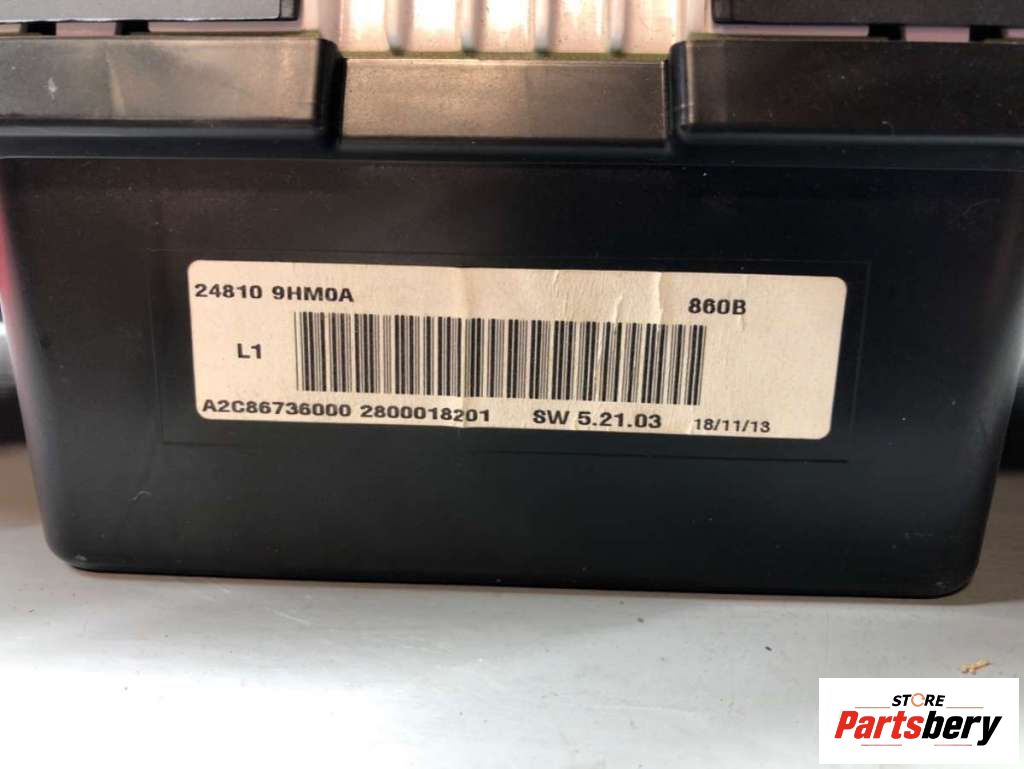 24810 9HM0A 860B
L1
A2C86736000 2800018201 SW 5.21.03 18/11/13
STORE
Partsbery